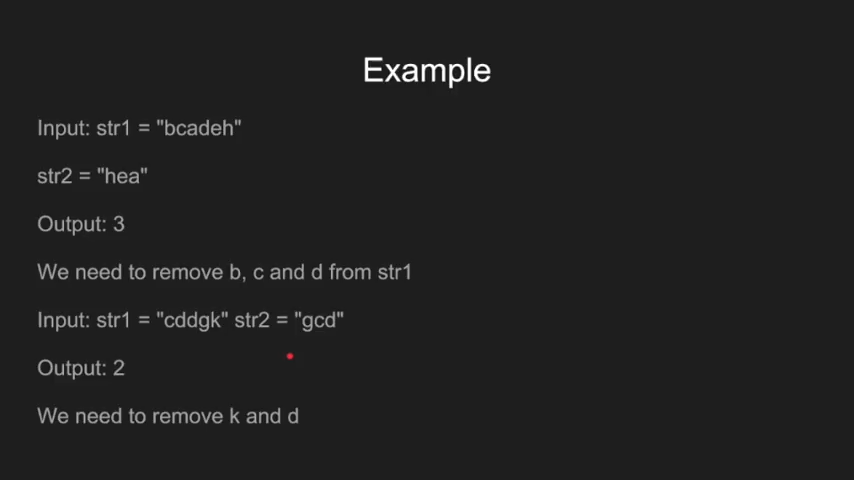 Example
Input: str1 = "bcadeh"
str2 = "hea"
Output: 3
We need to remove b, c and d from str1
Input: str1 = "cddgk" str2 = "gcd"
Output: 2
We need to remove k and d